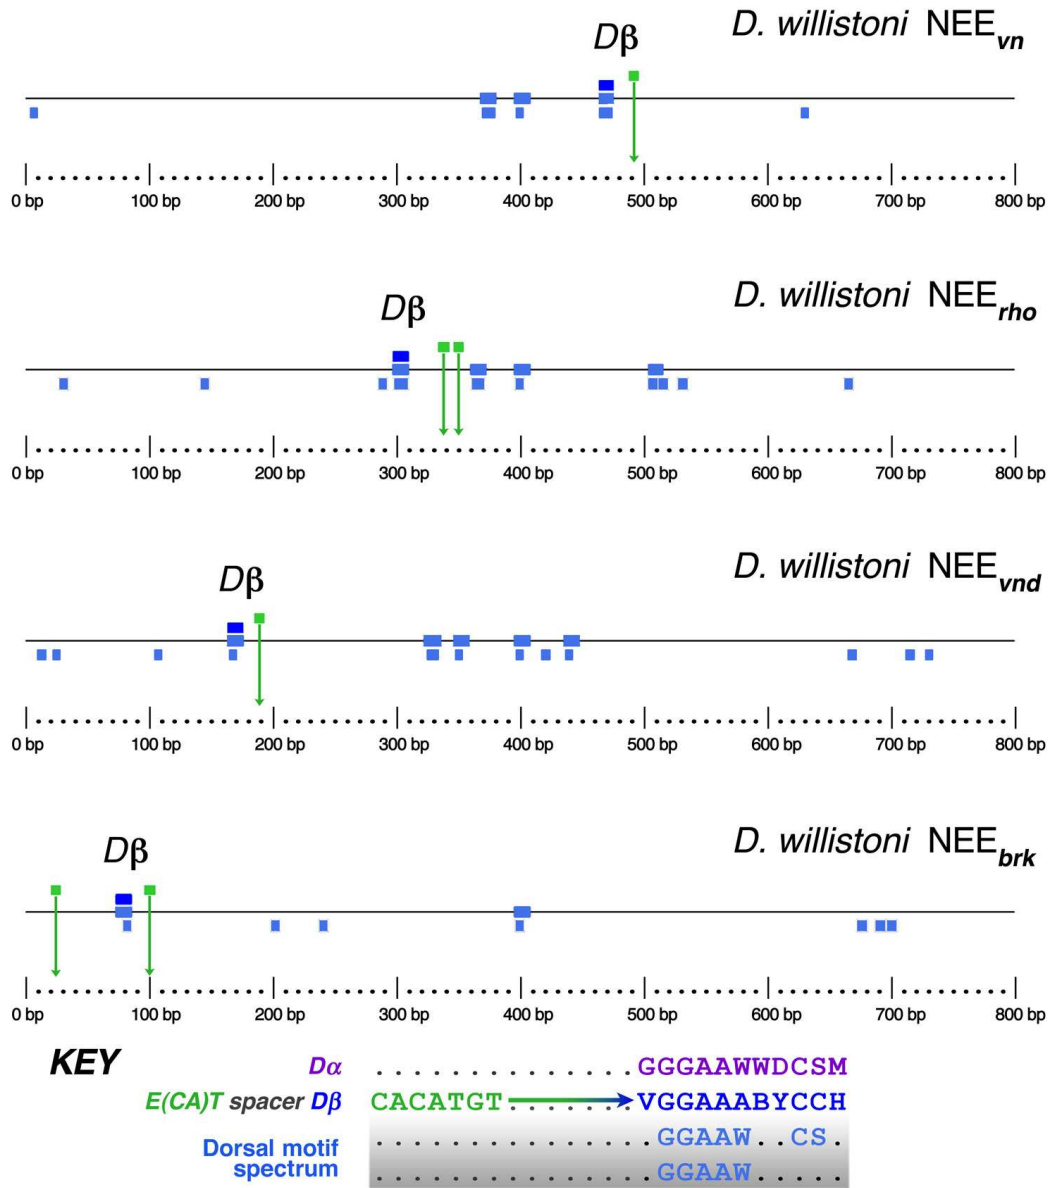 D. willistoni NEEvn
Dβ
0 bp 100 bp 200 bp 300 bp 400 bp 500 bp 600 bp 700 bp 800 bp
D. willistoni NEErho
Dβ
0 bp 100 bp 200 bp 300 bp 400 bp 500 bp 600 bp 700 bp 800 bp
D. willistoni NEEvnd
Dβ
0 bp 100 bp 200 bp 300 bp 400 bp 500 bp 600 bp 700 bp 800 bp
D. willistoni NEEbrk
Dβ
0 bp 100 bp 200 bp 300 bp 400 bp 500 bp 600 bp 700 bp 800 bp
KEY
Dα ..............GGGAAWWDCSM
E(CA)T spacer Dβ CACATGT.......VGGAAABYCCH
Dorsal motif spectrum
...............GGAAW..CS.
...............GGAAW.....